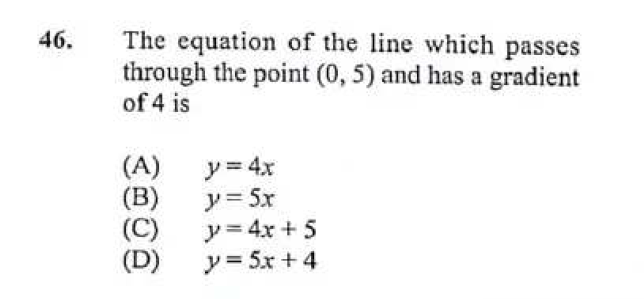 46. The equation of the line which passes
through the point (0, 5) and has a gradient
of 4 is
(A) y = 4x
(B) y = 5x
(C) y = 4x + 5
(D) y = 5x + 4